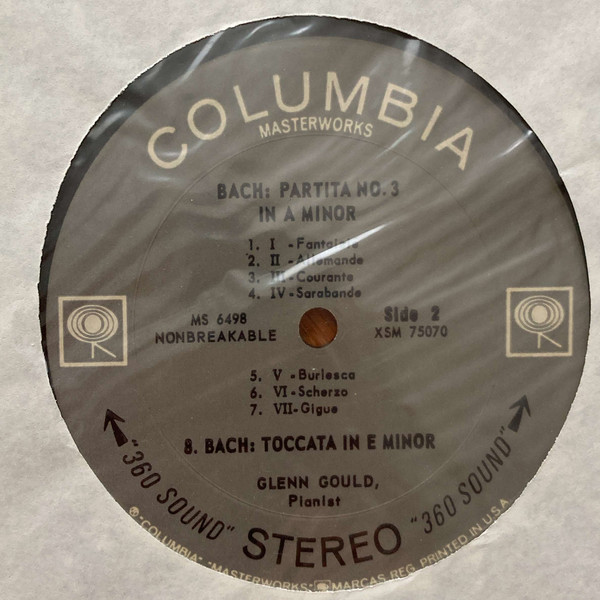 COLUMBIA
MASTERWORKS
BACH: PARTITA NO. 3
IN A MINOR
1. I - Fantaisie
2. II - Allemande
3. III - Courante
4. IV - Sarabande
MS 6498
NONBREAKABLE
Side 2
XSM 75070
5. V - Burlesca
6. VI - Scherzo
7. VII - Gigue
8. BACH: TOCCATA IN E MINOR
GLENN GOULD,
Pianist
"360 SOUND" STEREO "360 SOUND"
℗ "COLUMBIA" "MASTERWORKS" MARCAS REG. PRINTED IN U.S.A.